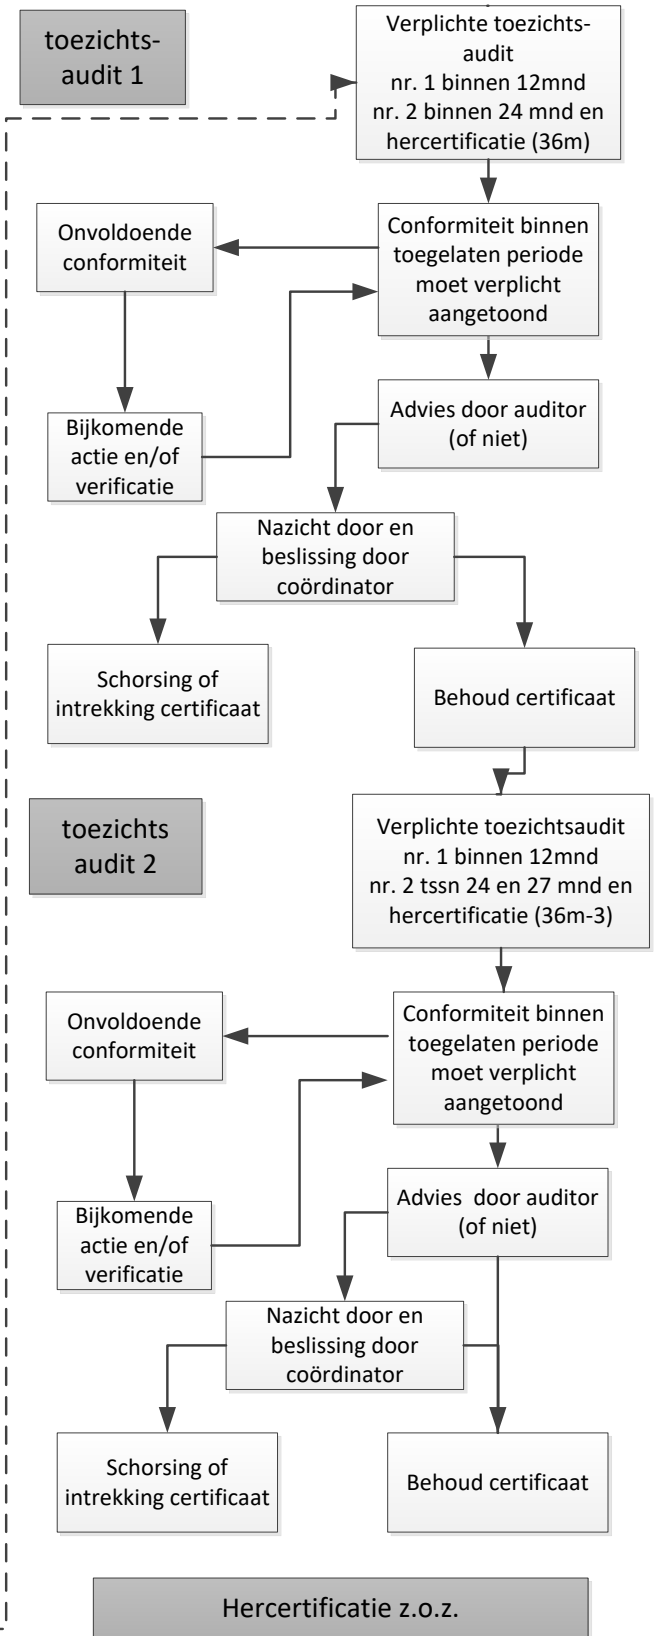 toezichts-
audit 1
Verplichte toezichts-
audit
nr. 1 binnen 12mnd
nr. 2 binnen 24 mnd en
hercertificatie (36m)
Onvoldoende
conformiteit
Conformiteit binnen
toegelaten periode
moet verplicht
aangetoond
Bijkomende
actie en/of
verificatie
Advies door auditor
(of niet)
Nazicht door en
beslissing door
coördinator
Schorsing of
intrekking certificaat
Behoud certificaat
toezichts
audit 2
Verplichte toezichtsaudit
nr. 1 binnen 12mnd
nr. 2 tssn 24 en 27 mnd en
hercertificatie (36m-3)
Onvoldoende
conformiteit
Conformiteit binnen
toegelaten periode
moet verplicht
aangetoond
Bijkomende
actie en/of
verificatie
Advies door auditor
(of niet)
Nazicht door en
beslissing door
coördinator
Schorsing of
intrekking certificaat
Behoud certificaat
Hercertificatie z.o.z.